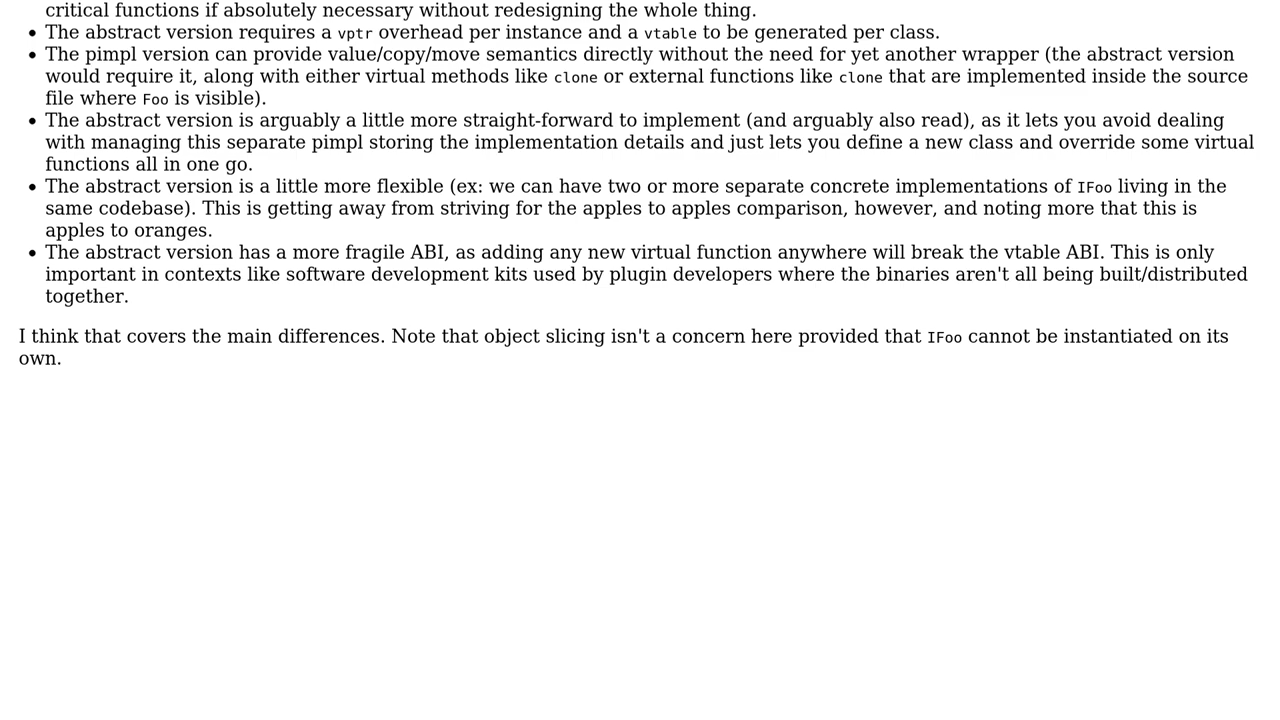 critical functions if absolutely necessary without redesigning the whole thing.
• The abstract version requires a vptr overhead per instance and a vtable to be generated per class.
• The pimpl version can provide value/copy/move semantics directly without the need for yet another wrapper (the abstract version
would require it, along with either virtual methods like clone or external functions like clone that are implemented inside the source
file where Foo is visible).
• The abstract version is arguably a little more straight-forward to implement (and arguably also read), as it lets you avoid dealing
with managing this separate pimpl storing the implementation details and just lets you define a new class and override some virtual
functions all in one go.
• The abstract version is a little more flexible (ex: we can have two or more separate concrete implementations of IFoo living in the
same codebase). This is getting away from striving for the apples to apples comparison, however, and noting more that this is
apples to oranges.
• The abstract version has a more fragile ABI, as adding any new virtual function anywhere will break the vtable ABI. This is only
important in contexts like software development kits used by plugin developers where the binaries aren't all being built/distributed
together.
I think that covers the main differences. Note that object slicing isn't a concern here provided that IFoo cannot be instantiated on its
own.